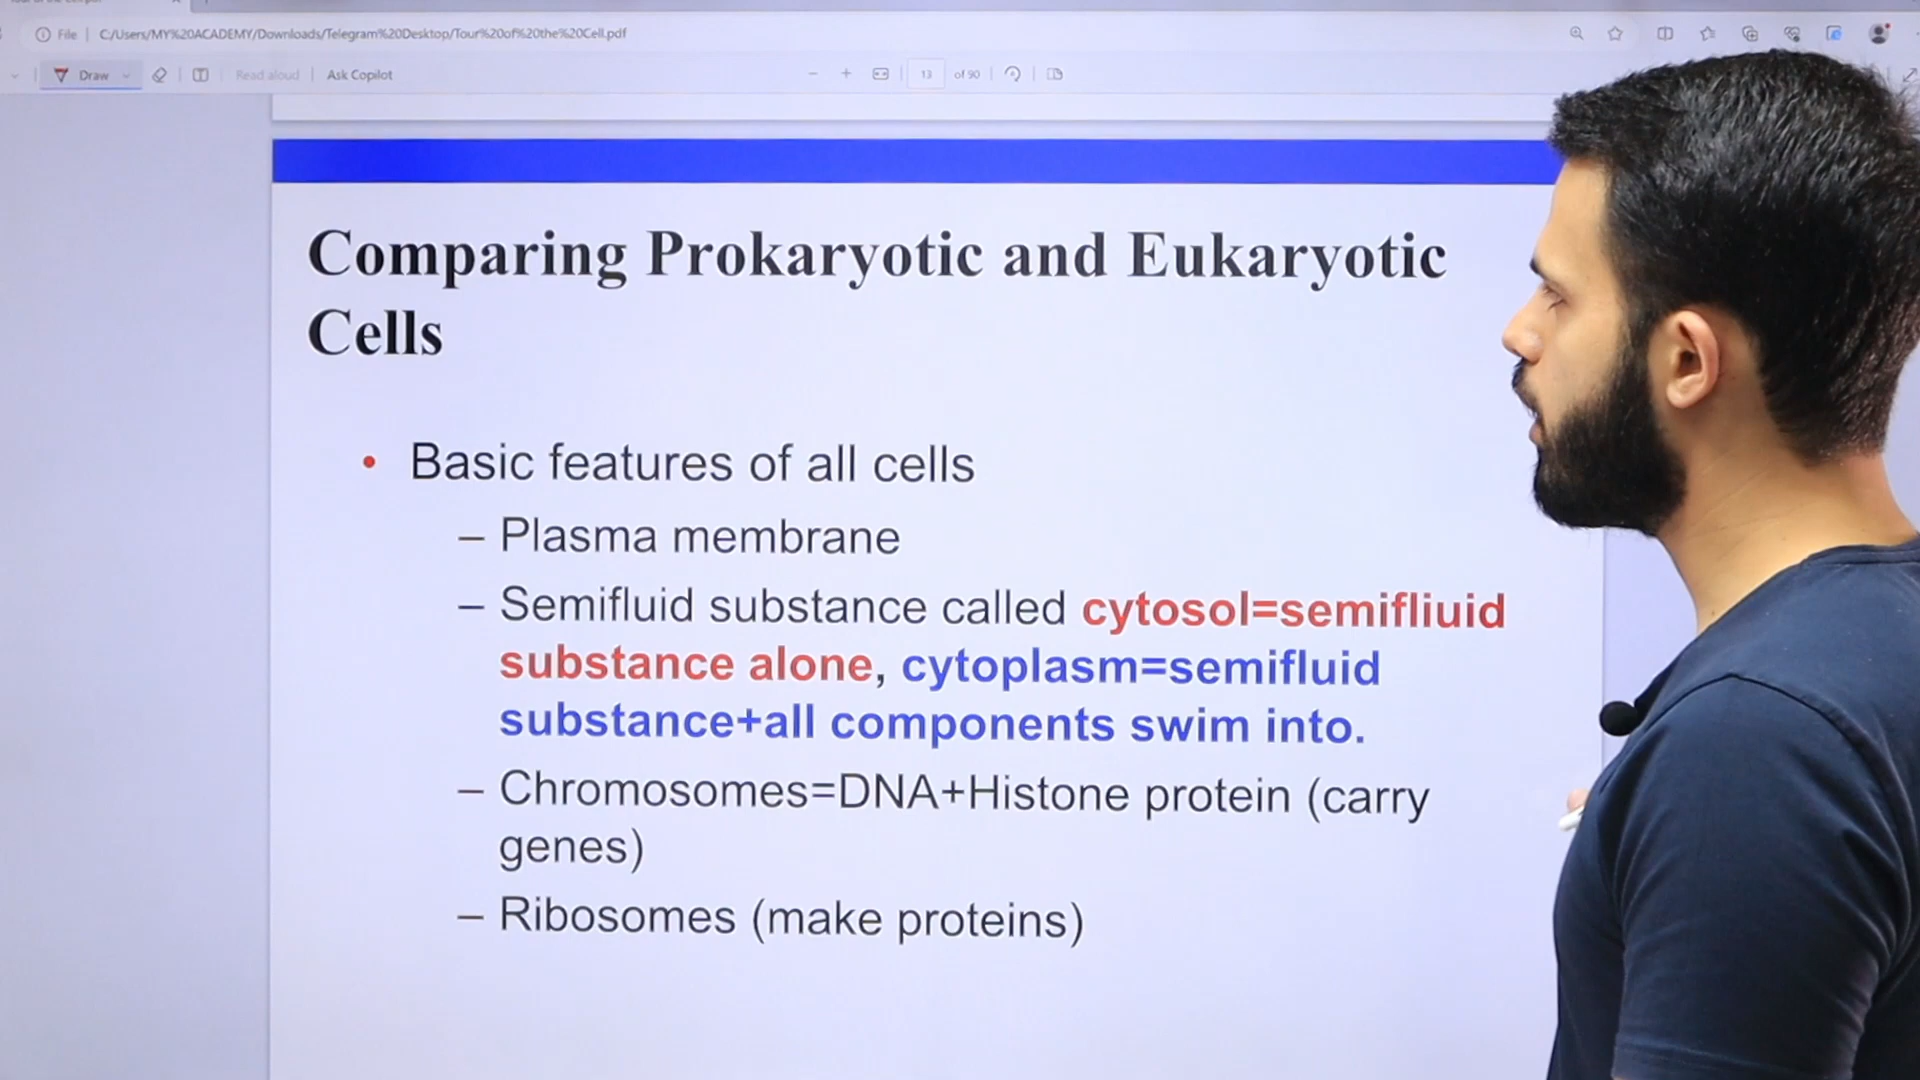 File | C:/Users/MY%20ACADEMY/Downloads/Telegram%20Desktop/Tour%20of%20the%20Cell.pdf
Draw Read aloud Ask Copilot 13 of 90
Comparing Prokaryotic and Eukaryotic
Cells
• Basic features of all cells
– Plasma membrane
– Semifluid substance called cytosol=semifliuid
substance alone, cytoplasm=semifluid
substance+all components swim into.
– Chromosomes=DNA+Histone protein (carry
genes)
– Ribosomes (make proteins)